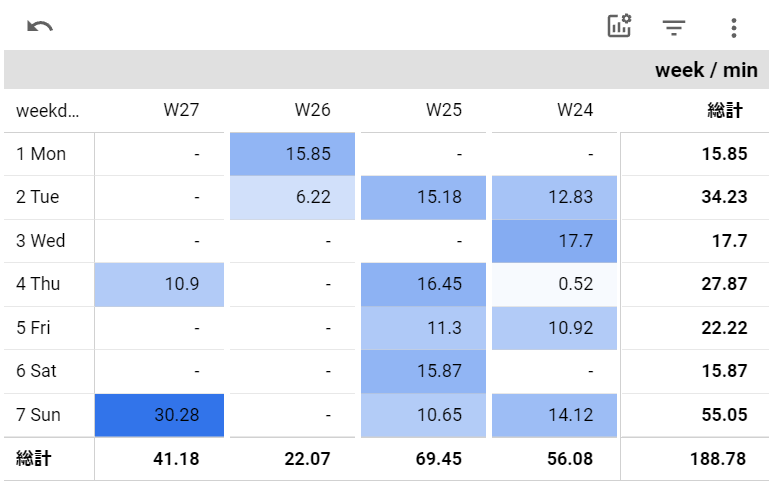 week / min
weekd… W27 W26 W25 W24 総計
1 Mon - 15.85 - - 15.85
2 Tue - 6.22 15.18 12.83 34.23
3 Wed - - - 17.7 17.7
4 Thu 10.9 - 16.45 0.52 27.87
5 Fri - - 11.3 10.92 22.22
6 Sat - - 15.87 - 15.87
7 Sun 30.28 - 10.65 14.12 55.05
総計 41.18 22.07 69.45 56.08 188.78